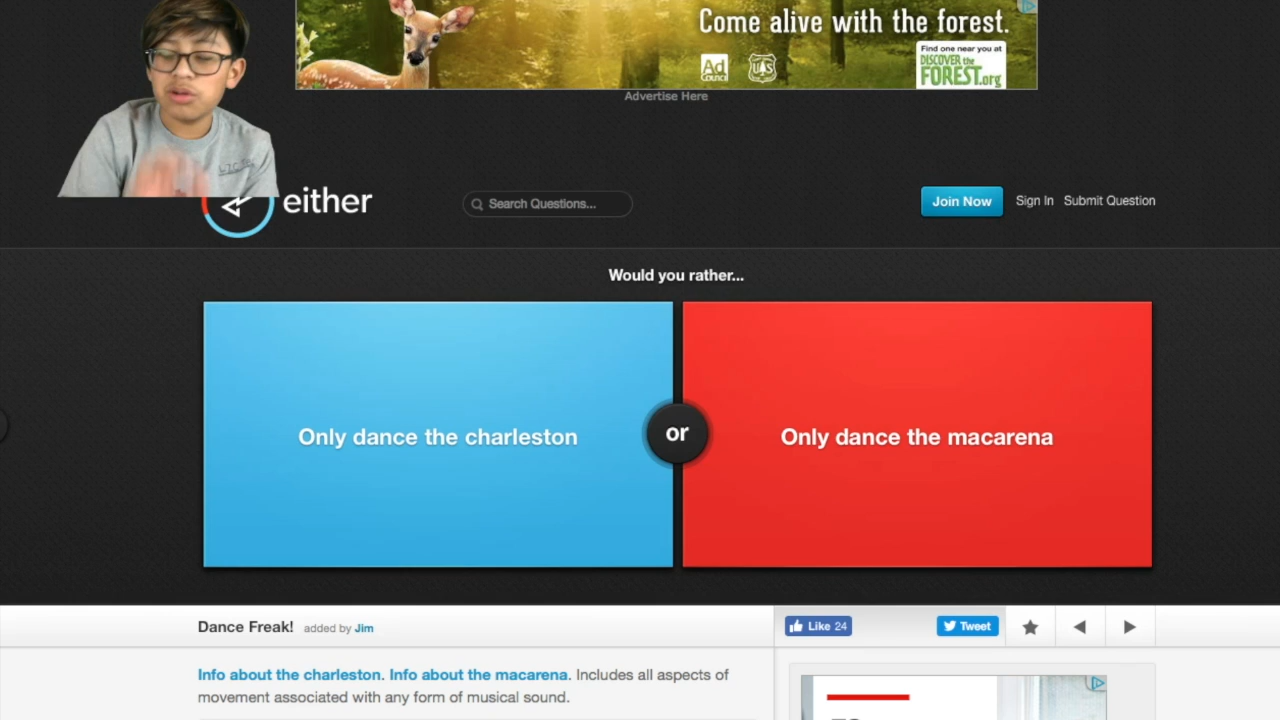 Come alive with the forest.
Ad
COUNCIL
US
Find one near you at
DISCOVER the
FOREST.org
Advertise Here
either
Search Questions...
Join Now
Sign In
Submit Question
Would you rather...
Only dance the charleston
or
Only dance the macarena
Dance Freak! added by Jim
Like 24
Tweet
Info about the charleston. Info about the macarena. Includes all aspects of
movement associated with any form of musical sound.